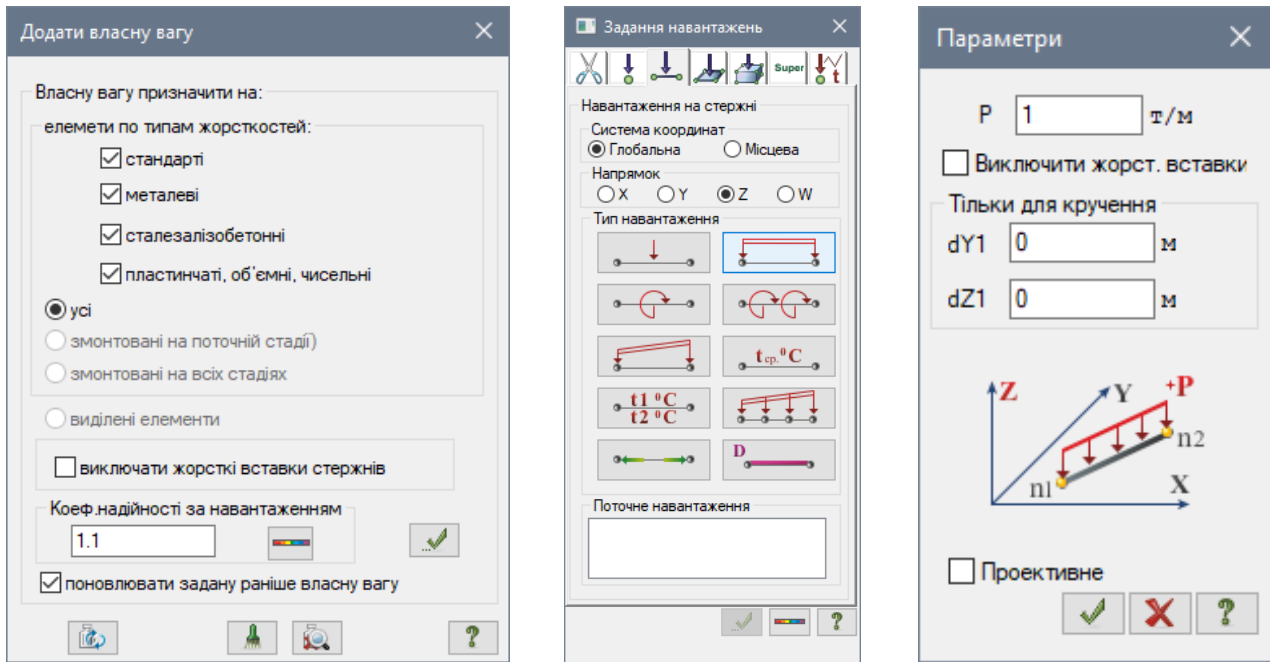 Додати власну вагу
Власну вагу призначити на:
елемети по типам жорсткостей:
стандарті
металеві
сталезалізобетонні
пластинчаті, об'ємні, чисельні
усі
змонтовані на поточній стадії)
змонтовані на всіх стадіях
виділені елементи
виключати жорсткі вставки стержнів
Коеф.надійності за навантаженням
1.1
поновлювати задану раніше власну вагу
?
Задання навантажень
Super
t
Навантаження на стержні
Система координат
Глобальна Місцева
Напрямок
X Y Z W
Тип навантаження
t ср.⁰C
t1 ⁰C
t2 ⁰C
D
Поточне навантаження
?
Параметри
P 1 т/м
Виключити жорст. вставки
Тільки для кручення
dY1 0 м
dZ1 0 м
Z Y +P
n2
n1 X
Проективне
?